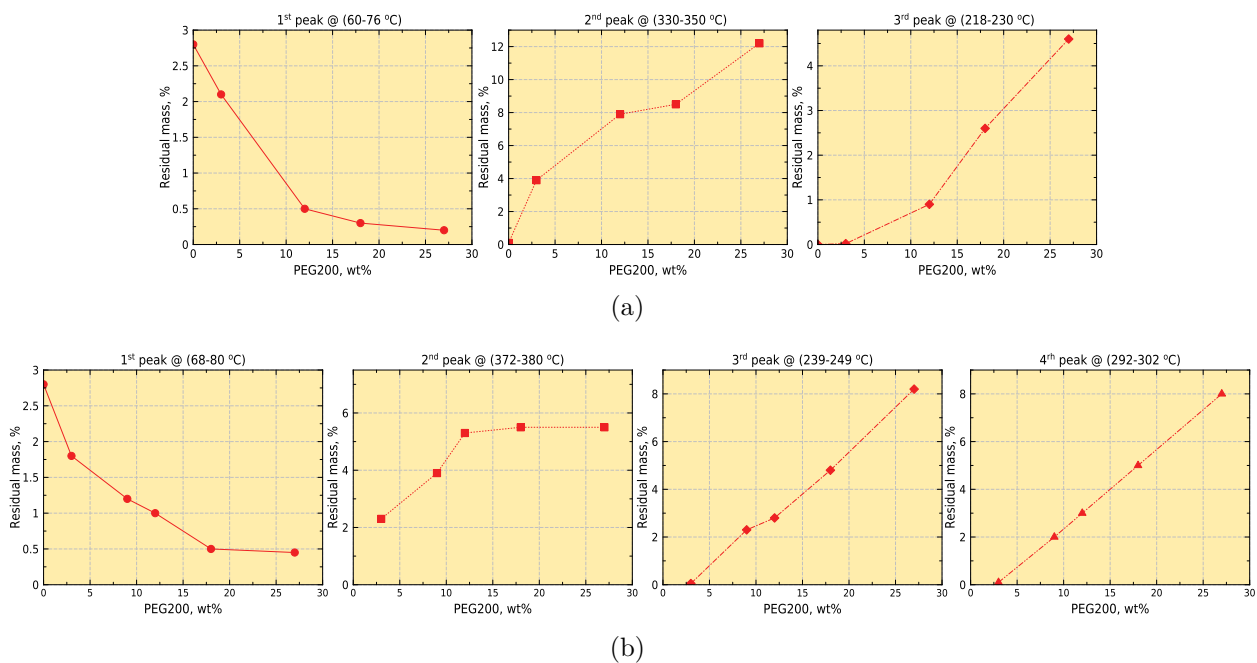 1st peak @ (60-76 ºC)
Residual mass, %
3
2.5
2
1.5
1
0.5
0
0 5 10 15 20 25 30
PEG200, wt%
2nd peak @ (330-350 ºC)
Residual mass, %
12
10
8
6
4
2
0
0 5 10 15 20 25 30
PEG200, wt%
3rd peak @ (218-230 ºC)
Residual mass, %
4
3
2
1
0
0 5 10 15 20 25 30
PEG200, wt%
(a)
1st peak @ (68-80 ºC)
Residual mass, %
3
2.5
2
1.5
1
0.5
0
0 5 10 15 20 25 30
PEG200, wt%
2nd peak @ (372-380 ºC)
Residual mass, %
6
4
2
0
0 5 10 15 20 25 30
PEG200, wt%
3rd peak @ (239-249 ºC)
Residual mass, %
8
6
4
2
0
0 5 10 15 20 25 30
PEG200, wt%
4rh peak @ (292-302 ºC)
Residual mass, %
8
6
4
2
0
0 5 10 15 20 25 30
PEG200, wt%
(b)